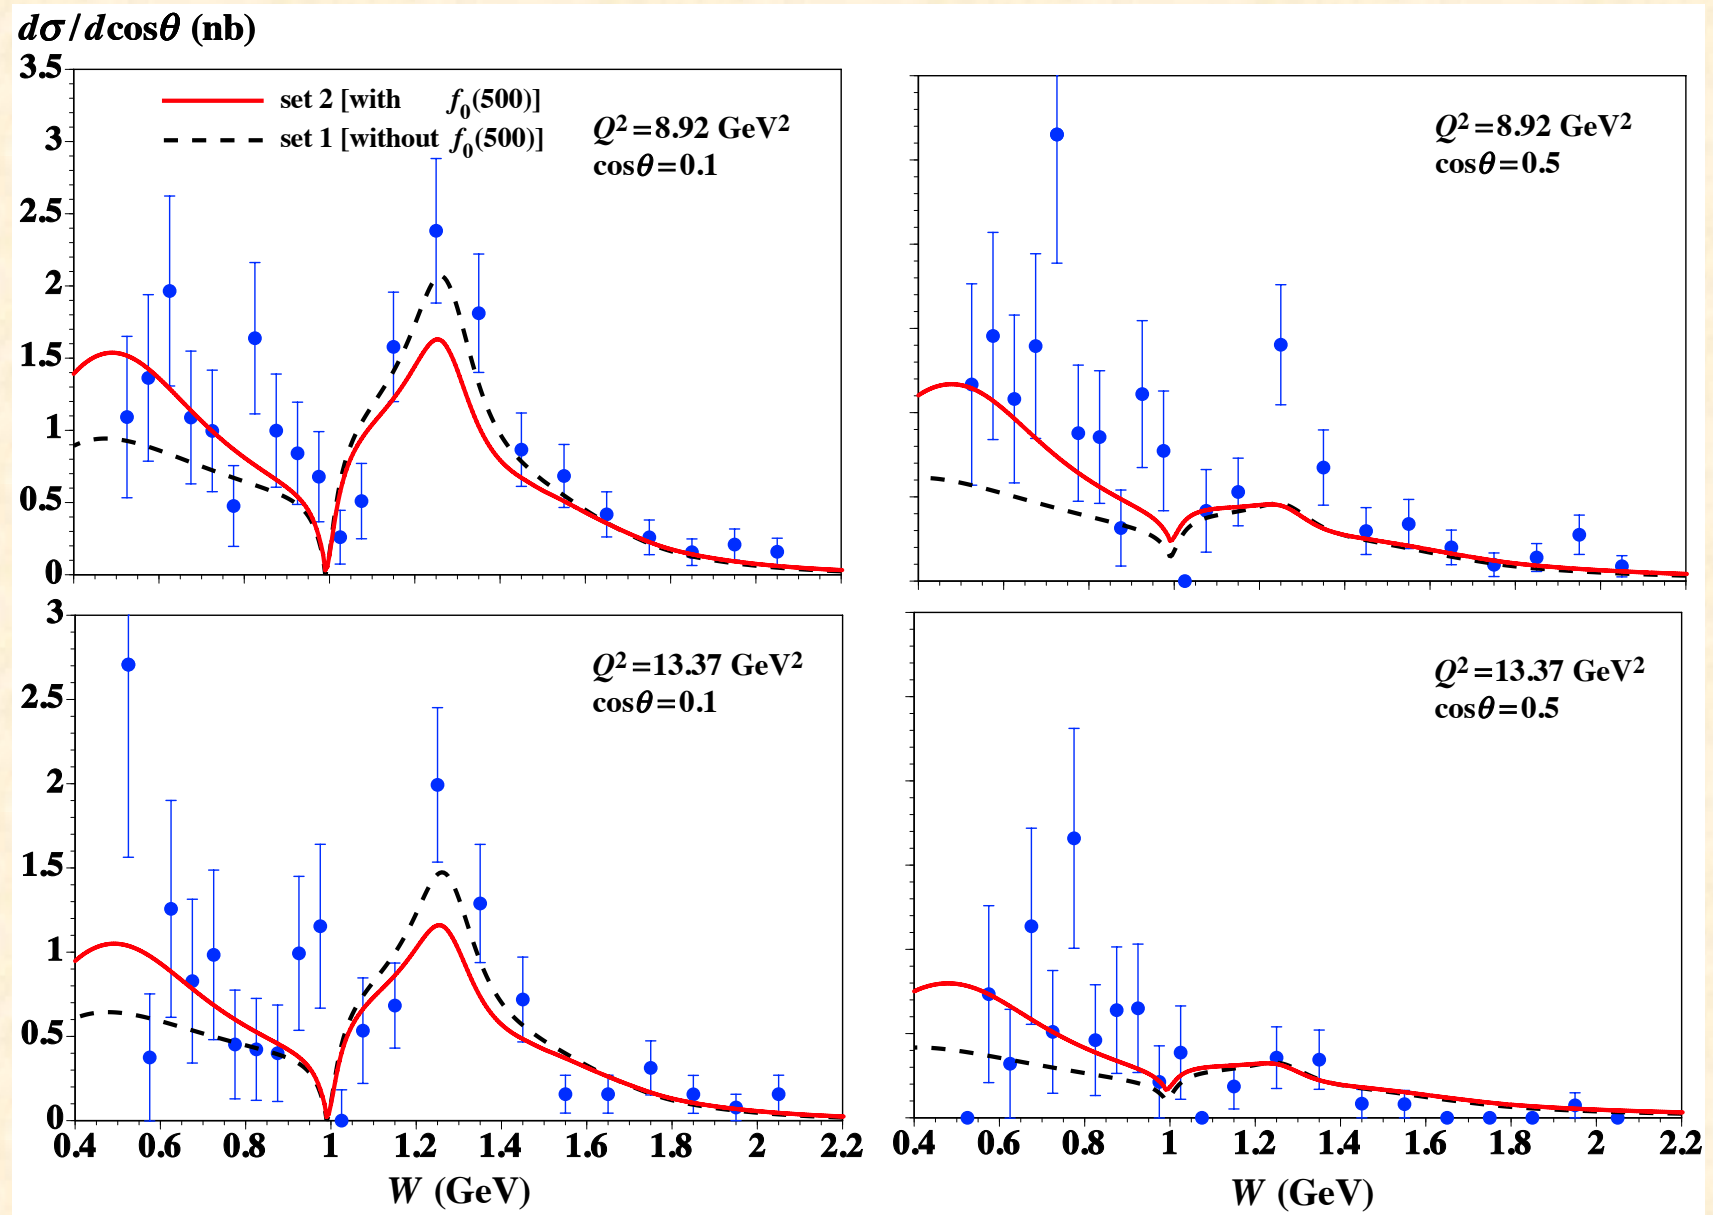 dσ/dcosθ (nb)
3.5
3
2.5
2
1.5
1
0.5
0
set 2 [with f₀(500)]
set 1 [without f₀(500)]
Q²=8.92 GeV²
cosθ=0.1
Q²=8.92 GeV²
cosθ=0.5
3
2.5
2
1.5
1
0.5
0
Q²=13.37 GeV²
cosθ=0.1
Q²=13.37 GeV²
cosθ=0.5
0.4 0.6 0.8 1 1.2 1.4 1.6 1.8 2 2.2
W (GeV)
0.4 0.6 0.8 1 1.2 1.4 1.6 1.8 2 2.2
W (GeV)